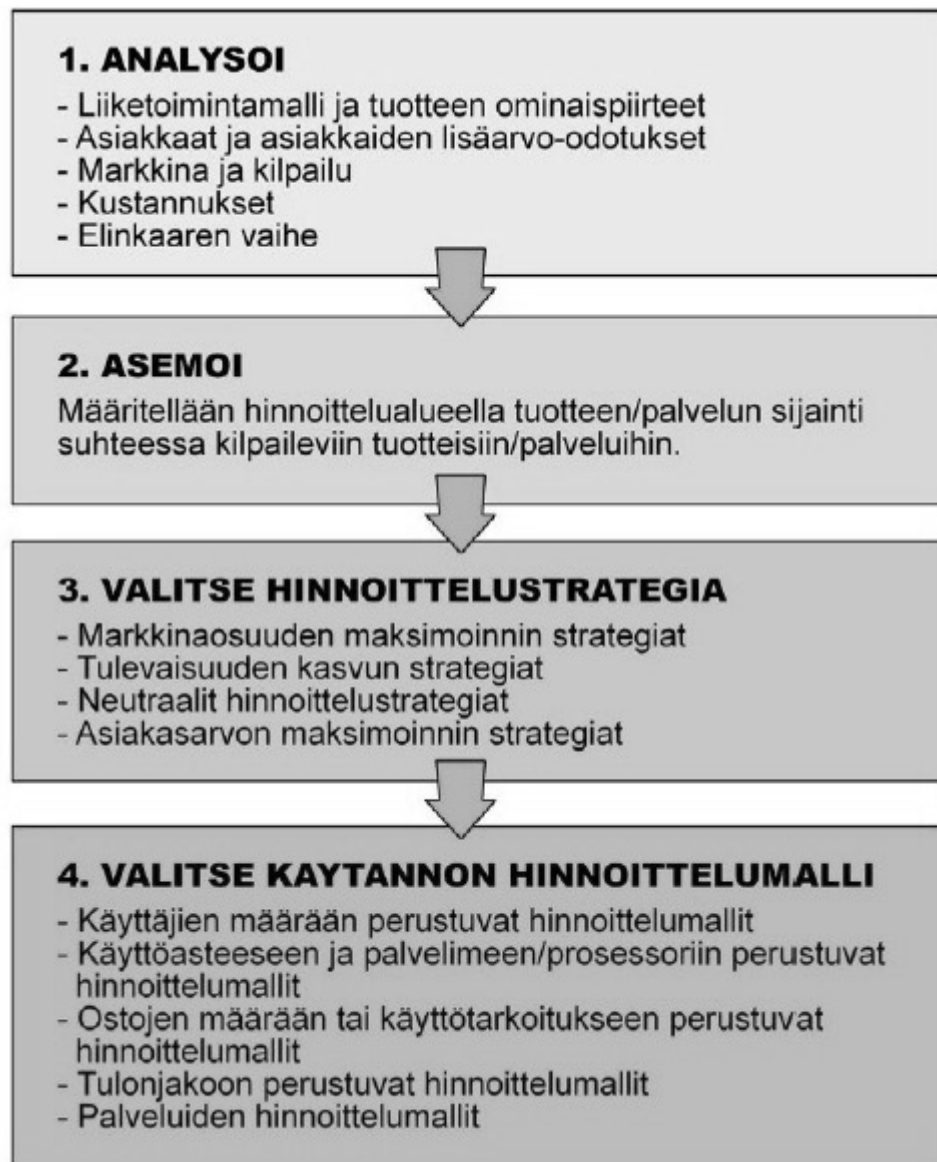 1. ANALYSOI
- Liiketoimintamalli ja tuotteen ominaispiirteet
- Asiakkaat ja asiakkaiden lisäarvo-odotukset
- Markkina ja kilpailu
- Kustannukset
- Elinkaaren vaihe
2. ASEMOI
Määritellään hinnoittelualueella tuotteen/palvelun sijainti
suhteessa kilpaileviin tuotteisiin/palveluihin.
3. VALITSE HINNOITTELUSTRATEGIA
- Markkinaosuuden maksimoinnin strategiat
- Tulevaisuuden kasvun strategiat
- Neutraalit hinnoittelustrategiat
- Asiakasarvon maksimoinnin strategiat
4. VALITSE KAYTANNON HINNOITTELUMALLI
- Käyttäjien määrään perustuvat hinnoittelumallit
- Käyttöasteeseen ja palvelimeen/prosessoriin perustuvat
hinnoittelumallit
- Ostojen määrään tai käyttötarkoitukseen perustuvat
hinnoittelumallit
- Tulonjakoon perustuvat hinnoittelumallit
- Palveluiden hinnoittelumallit